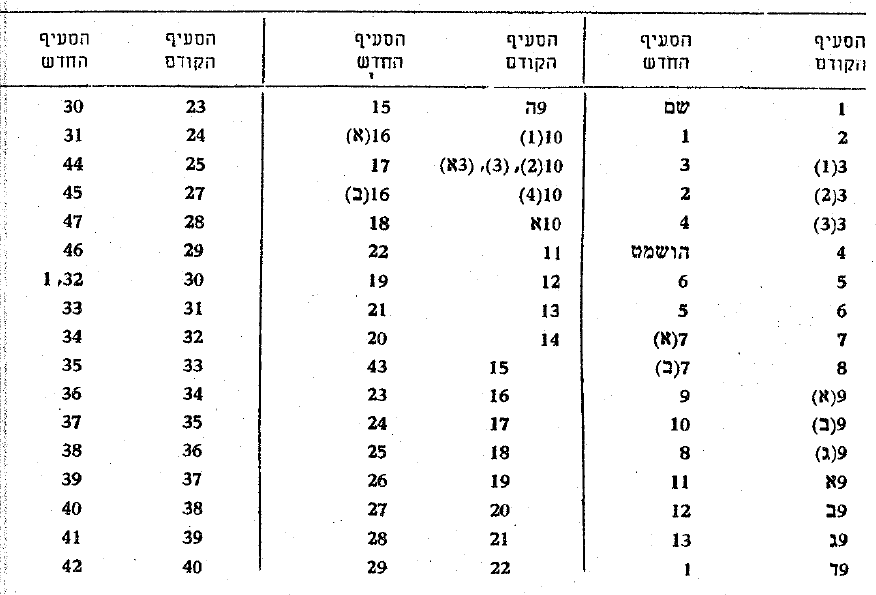 הסעיף הסעיף הסעיף הסעיף הסעיף הסעיף
הקודם החדש הקודם החדש הקודם החדש
1 שם 9ה 15 23 30
2 1 10(1) 16(א) 24 31
3(1) 3 10(2), (3), (3א) 17 25 44
3(2) 2 10(4) 16(ב) 27 45
3(3) 4 10א 18 28 47
4 הושמט 11 22 29 46
5 6 12 19 30 32, 1
6 5 13 21 31 33
7 7(א) 14 20 32 34
8 7(ב) 15 43 33 35
9(א) 9 16 23 34 36
9(ב) 10 17 24 35 37
9(ג) 8 18 25 36 38
9א 11 19 26 37 39
9ב 12 20 27 38 40
9ג 13 21 28 39 41
9ד 1 22 29 40 42